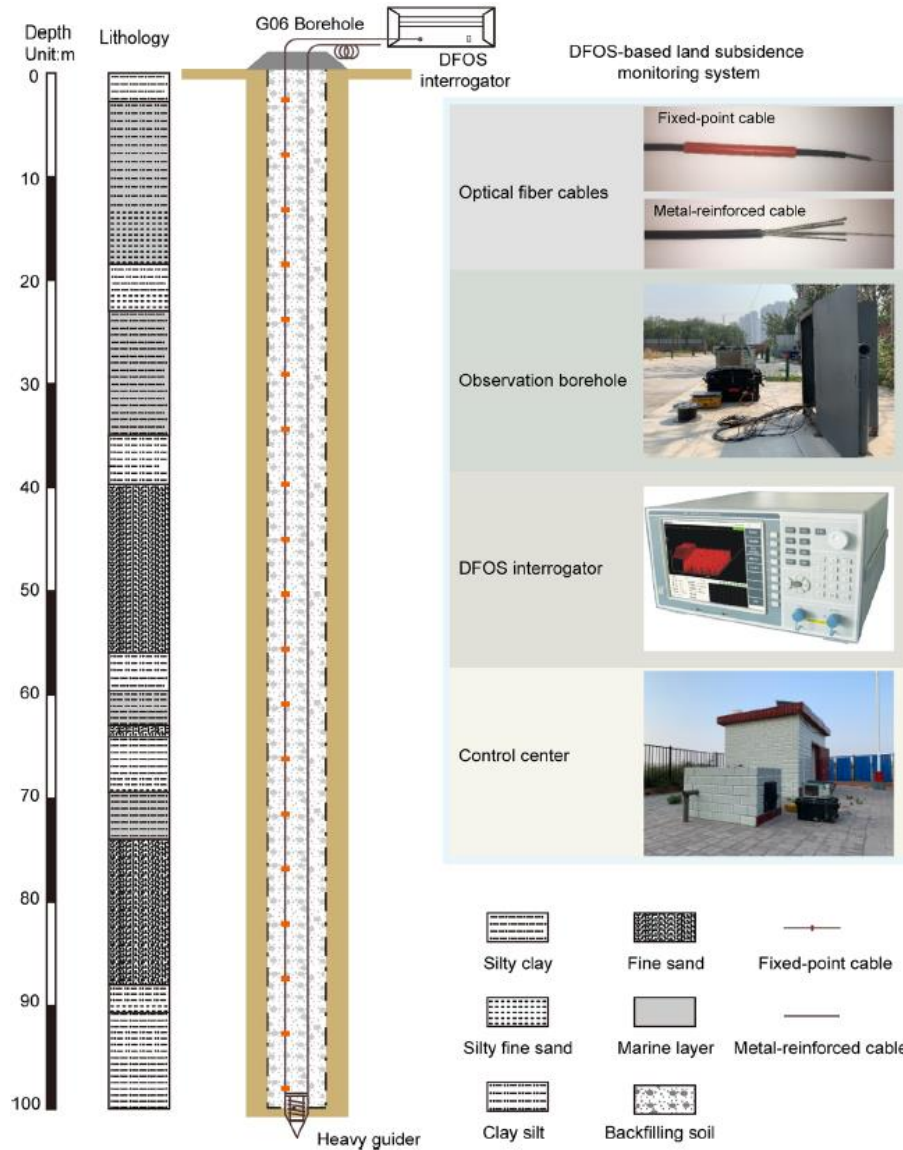 Depth
Unit:m
Lithology
G06 Borehole
DFOS
interrogator
DFOS-based land subsidence
monitoring system
0
10
20
30
40
50
60
70
80
90
100
Optical fiber cables
Fixed-point cable
Metal-reinforced cable
Observation borehole
DFOS interrogator
Control center
Silty clay
Fine sand
Fixed-point cable
Silty fine sand
Marine layer
Metal-reinforced cable
Clay silt
Backfilling soil
Heavy guider